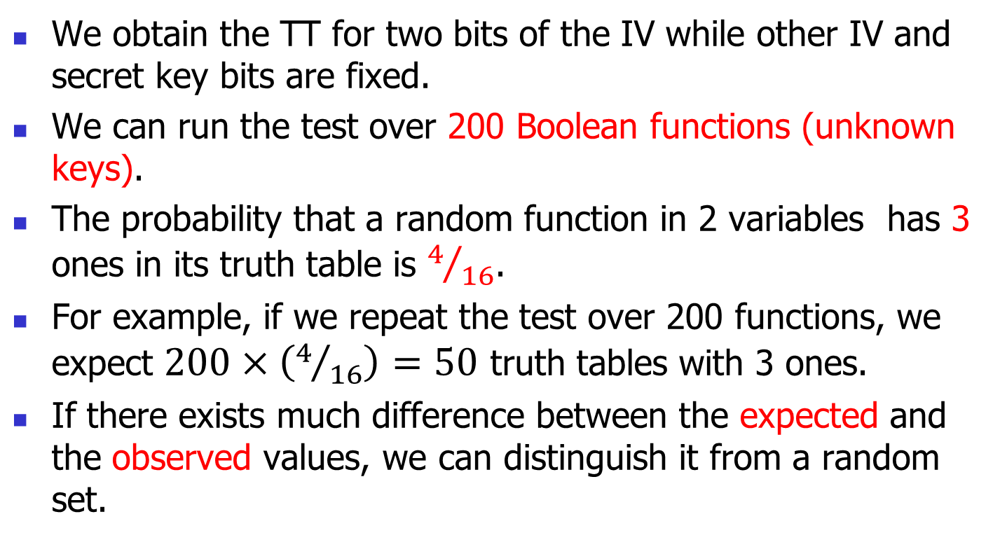 ▪ We obtain the TT for two bits of the IV while other IV and
secret key bits are fixed.
▪ We can run the test over 200 Boolean functions (unknown
keys).
▪ The probability that a random function in 2 variables  has 3
ones in its truth table is ⁴/₁₆.
▪ For example, if we repeat the test over 200 functions, we
expect 200 × (⁴/₁₆) = 50 truth tables with 3 ones.
▪ If there exists much difference between the expected and
the observed values, we can distinguish it from a random
set.